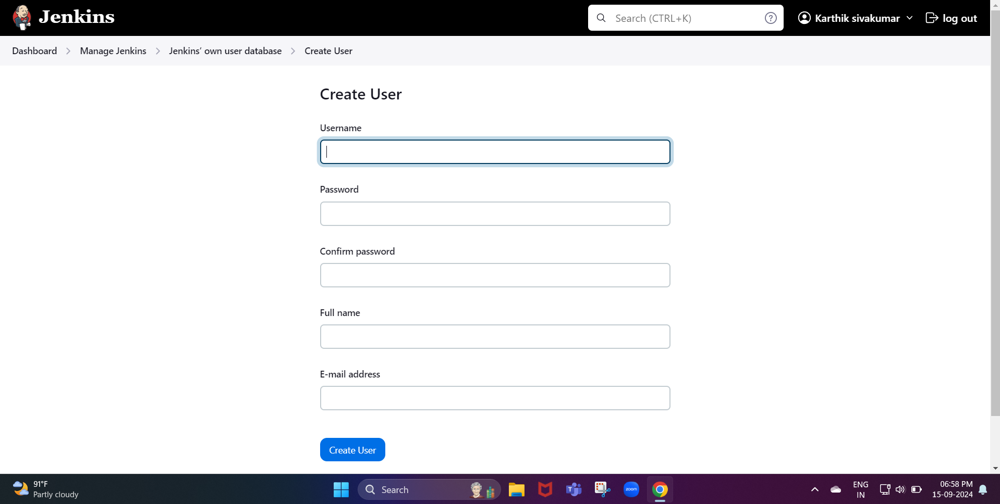 Jenkins
Search (CTRL+K)
?
Karthik sivakumar
log out
Dashboard > Manage Jenkins > Jenkins’ own user database > Create User
Create User
Username
Password
Confirm password
Full name
E-mail address
Create User
91°F
Partly cloudy
Search
T
zoom
ENG
IN
06:58 PM
15-09-2024